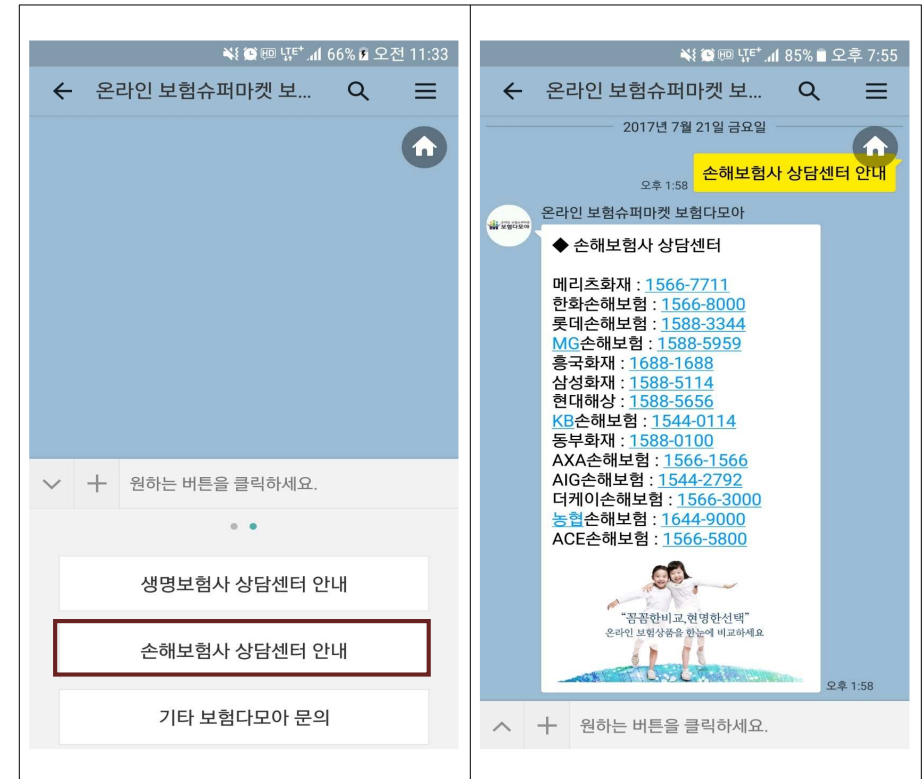 66% 오전 11:33
온라인 보험슈퍼마켓 보...
원하는 버튼을 클릭하세요.
생명보험사 상담센터 안내
손해보험사 상담센터 안내
기타 보험다모아 문의
85% 오후 7:55
온라인 보험슈퍼마켓 보...
2017년 7월 21일 금요일
오후 1:58 손해보험사 상담센터 안내
온라인 보험슈퍼마켓 보험다모아
보험다모아
◆ 손해보험사 상담센터
메리츠화재 : 1566-7711
한화손해보험 : 1566-8000
롯데손해보험 : 1588-3344
MG손해보험 : 1588-5959
흥국화재 : 1688-1688
삼성화재 : 1588-5114
현대해상 : 1588-5656
KB손해보험 : 1544-0114
동부화재 : 1588-0100
AXA손해보험 : 1566-1566
AIG손해보험 : 1544-2792
더케이손해보험 : 1566-3000
농협손해보험 : 1644-9000
ACE손해보험 : 1566-5800
“꼼꼼한비교,현명한선택”
온라인 보험상품을 한눈에 비교하세요
오후 1:58
원하는 버튼을 클릭하세요.